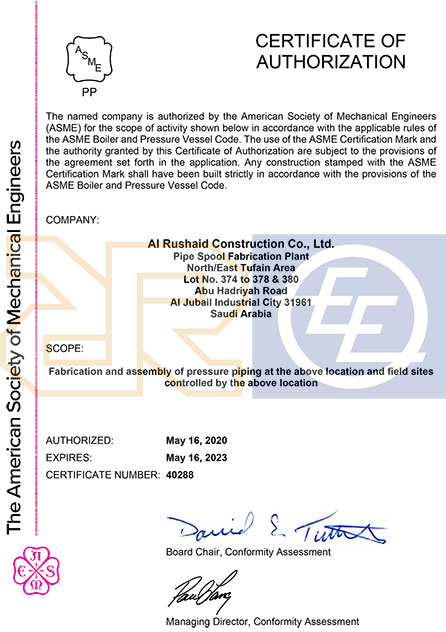 ASME
PP
CERTIFICATE OF
AUTHORIZATION
The named company is authorized by the American Society of Mechanical Engineers
(ASME) for the scope of activity shown below in accordance with the applicable rules of
the ASME Boiler and Pressure Vessel Code. The use of the ASME Certification Mark and
the authority granted by this Certificate of Authorization are subject to the provisions of
the agreement set forth in the application. Any construction stamped with the ASME
Certification Mark shall have been built strictly in accordance with the provisions of the
ASME Boiler and Pressure Vessel Code.
COMPANY:
Al Rushaid Construction Co., Ltd.
Pipe Spool Fabrication Plant
North/East Tufain Area
Lot No. 374 to 378 & 380
Abu Hadriyah Road
Al Jubail Industrial City 31961
Saudi Arabia
SCOPE:
Fabrication and assembly of pressure piping at the above location and field sites
controlled by the above location
AUTHORIZED: May 16, 2020
EXPIRES: May 16, 2023
CERTIFICATE NUMBER: 40288
Board Chair, Conformity Assessment
Managing Director, Conformity Assessment
The American Society of Mechanical Engineers
ASME